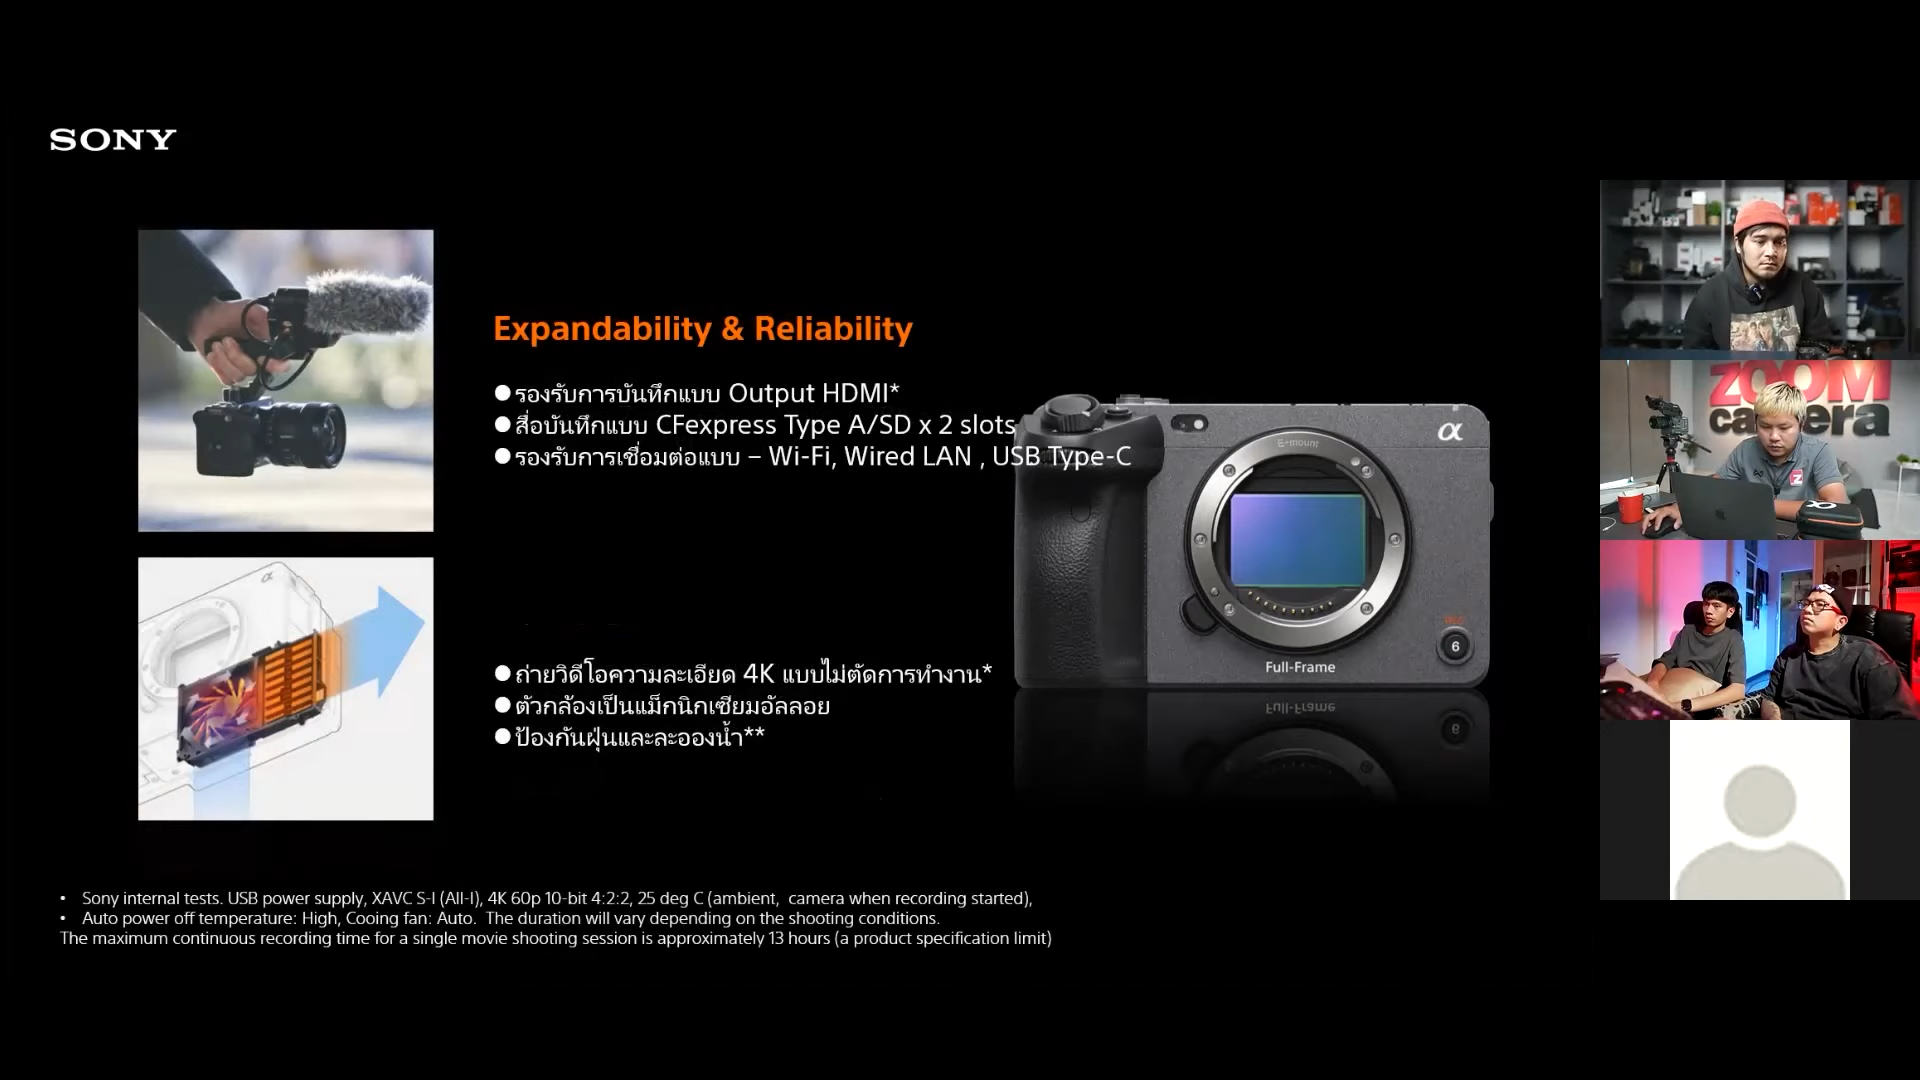 SONY
Expandability & Reliability
●รองรับการบันทึกแบบ Output HDMI*
●สื่อบันทึกแบบ CFexpress Type A/SD x 2 slots
●รองรับการเชื่อมต่อแบบ – Wi-Fi, Wired LAN , USB Type-C
α
E-mount
REC
6
Full-Frame
●ถ่ายวิดีโอความละเอียด 4K แบบไม่ตัดการทำงาน*
●ตัวกล้องเป็นแม็กนิกเซียมอัลลอย
●ป้องกันฝุ่นและละอองน้ำ**
• Sony internal tests. USB power supply, XAVC S-I (All-I), 4K 60p 10-bit 4:2:2, 25 deg C (ambient, camera when recording started),
• Auto power off temperature: High, Cooing fan: Auto. The duration will vary depending on the shooting conditions.
The maximum continuous recording time for a single movie shooting session is approximately 13 hours (a product specification limit)
ZOOM
camera